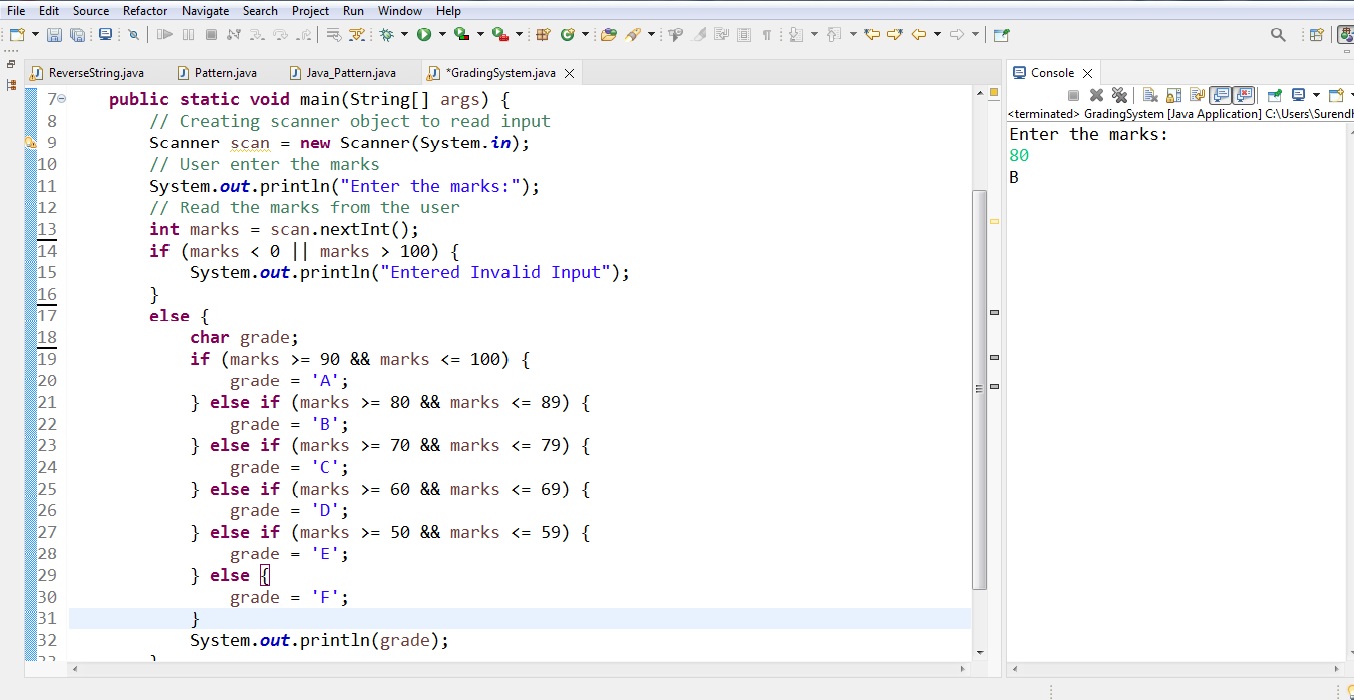 File Edit Source Refactor Navigate Search Project Run Window Help
ReverseString.java Pattern.java Java_Pattern.java *GradingSystem.java
7 public static void main(String[] args) {
8 // Creating scanner object to read input
9 Scanner scan = new Scanner(System.in);
10 // User enter the marks
11 System.out.println("Enter the marks:");
12 // Read the marks from the user
13 int marks = scan.nextInt();
14 if (marks < 0 || marks > 100) {
15 System.out.println("Entered Invalid Input");
16 }
17 else {
18 char grade;
19 if (marks >= 90 && marks <= 100) {
20 grade = 'A';
21 } else if (marks >= 80 && marks <= 89) {
22 grade = 'B';
23 } else if (marks >= 70 && marks <= 79) {
24 grade = 'C';
25 } else if (marks >= 60 && marks <= 69) {
26 grade = 'D';
27 } else if (marks >= 50 && marks <= 59) {
28 grade = 'E';
29 } else {
30 grade = 'F';
31 }
32 System.out.println(grade);
Console
<terminated> GradingSystem [Java Application] C:\Users\Surendh
Enter the marks:
80
B